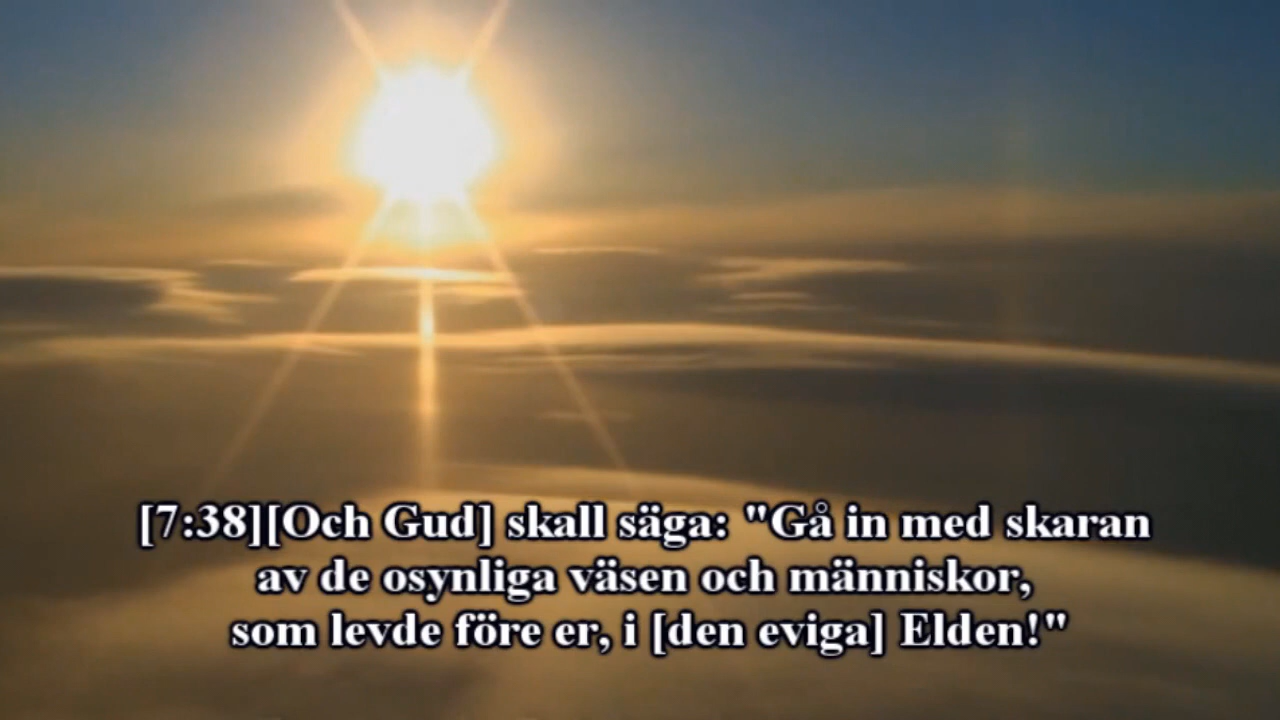 [7:38][Och Gud] skall säga: "Gå in med skaran
av de osynliga väsen och människor,
som levde före er, i [den eviga] Elden!"